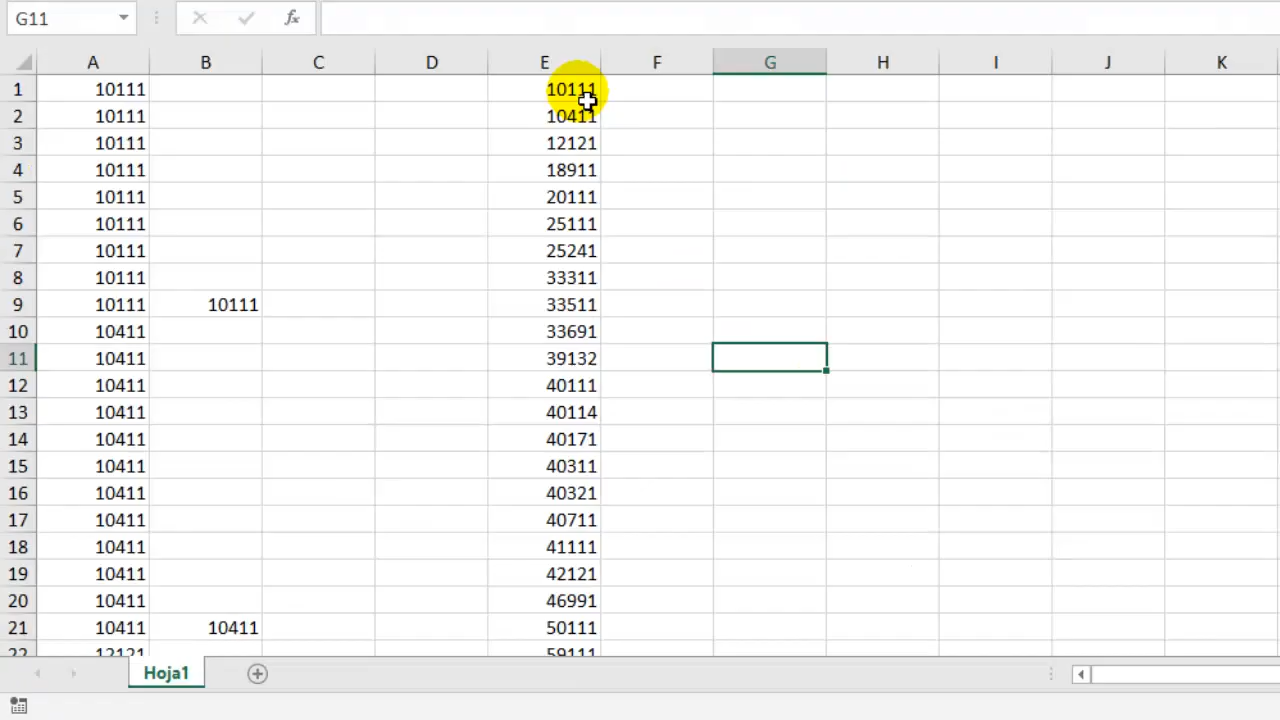 G11 fx
A B C D E F G H I J K
1 10111 10111
2 10111 10411
3 10111 12121
4 10111 18911
5 10111 20111
6 10111 25111
7 10111 25241
8 10111 33311
9 10111 10111 33511
10 10411 33691
11 10411 39132
12 10411 40111
13 10411 40114
14 10411 40171
15 10411 40311
16 10411 40321
17 10411 40711
18 10411 41111
19 10411 42121
20 10411 46991
21 10411 10411 50111
22 12121 59111
Hoja1